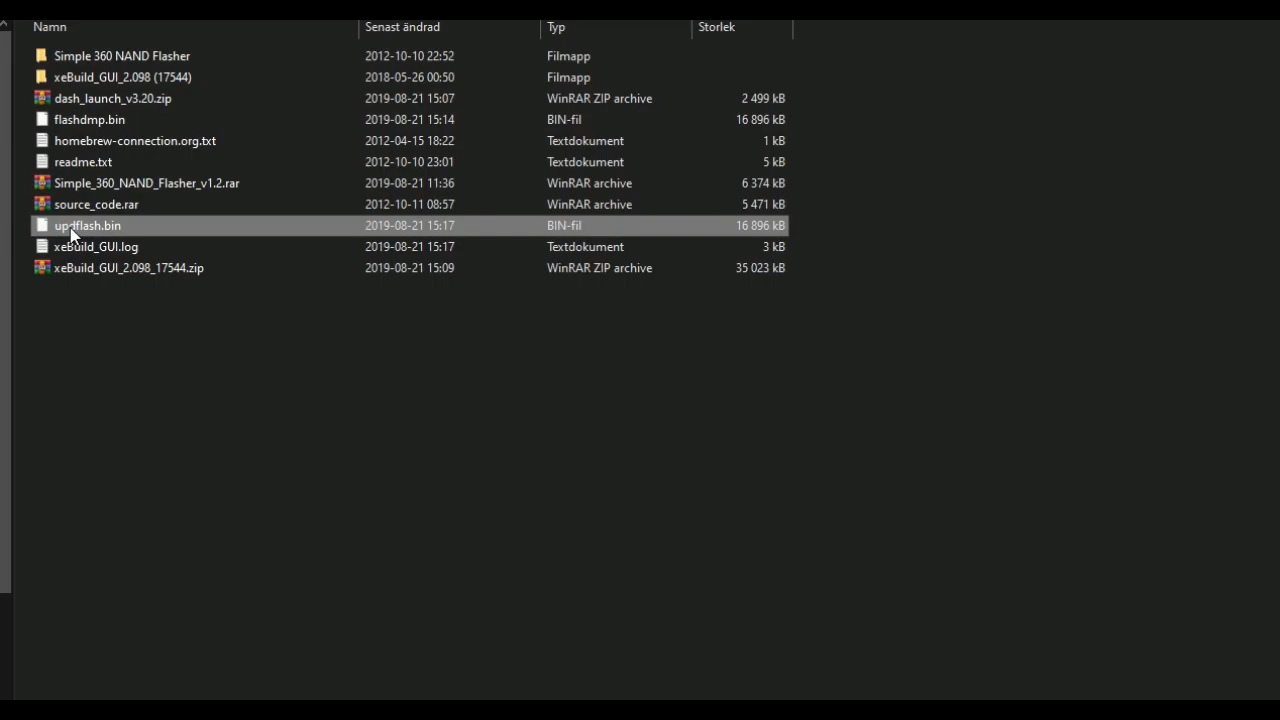 Namn Senast ändrad Typ Storlek
Simple 360 NAND Flasher 2012-10-10 22:52 Filmapp
xeBuild_GUI_2.098 (17544) 2018-05-26 00:50 Filmapp
dash_launch_v3.20.zip 2019-08-21 15:07 WinRAR ZIP archive 2 499 kB
flashdmp.bin 2019-08-21 15:14 BIN-fil 16 896 kB
homebrew-connection.org.txt 2012-04-15 18:22 Textdokument 1 kB
readme.txt 2012-10-10 23:01 Textdokument 5 kB
Simple_360_NAND_Flasher_v1.2.rar 2019-08-21 11:36 WinRAR archive 6 374 kB
source_code.rar 2012-10-11 08:57 WinRAR archive 5 471 kB
updflash.bin 2019-08-21 15:17 BIN-fil 16 896 kB
xeBuild_GUI.log 2019-08-21 15:17 Textdokument 3 kB
xeBuild_GUI_2.098_17544.zip 2019-08-21 15:09 WinRAR ZIP archive 35 023 kB